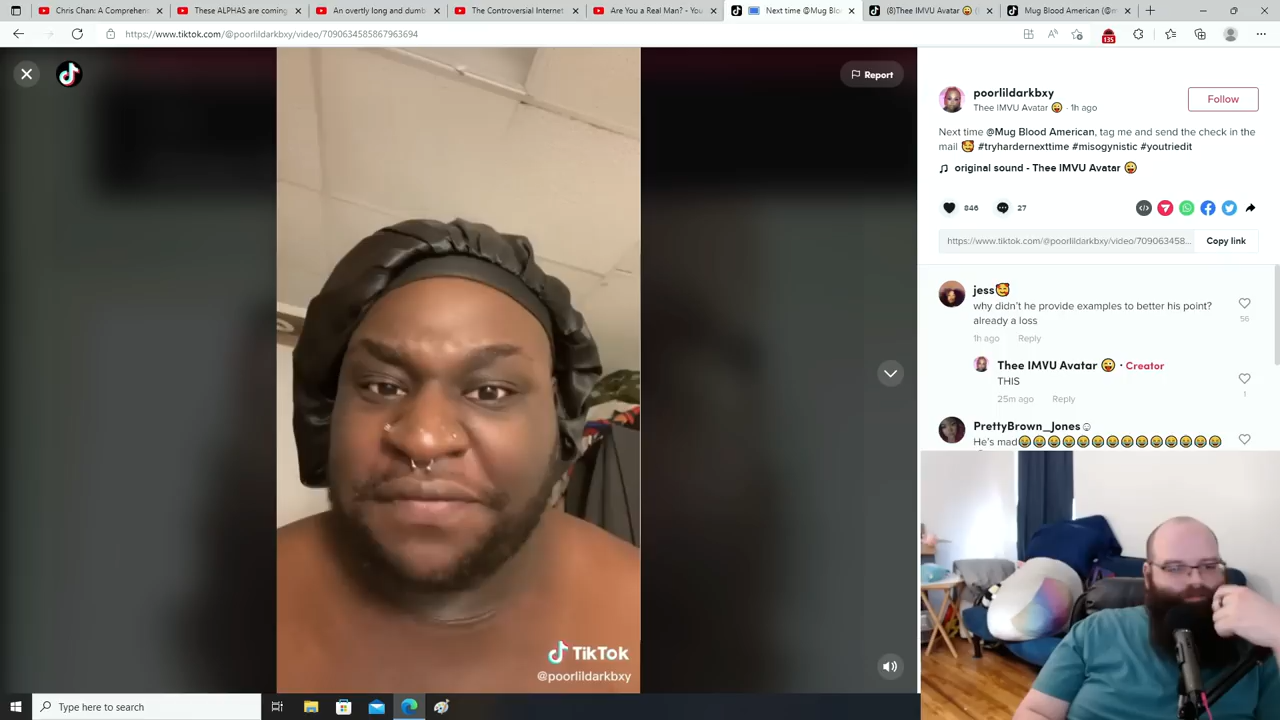 Chris Chan: A Comprehen
These ALPHAS are coming
An overtly long and dumb
The Controversial Internet
Are You a Real Man? - You
Next time @Mug Blo
(8)Thee IMVU Avatar
Mug Blood American (@m
https://www.tiktok.com/@poorlildarkbxy/video/7090634585867963694
135
Report
poorlildarkbxy
Thee IMVU Avatar 😜 · 1h ago
Follow
Next time @Mug Blood American, tag me and send the check in the
mail 🥰 #tryhardernexttime #misogynistic #youtriedit
original sound - Thee IMVU Avatar 😜
846
27
https://www.tiktok.com/@poorlildarkbxy/video/709063458...
Copy link
jess🥰
why didn't he provide examples to better his point?
already a loss
56
1h ago
Reply
Thee IMVU Avatar 😜 · Creator
THIS
25m ago
Reply
1
PrettyBrown_Jones☺
He's mad😂😂😂😂😂😂😂😂😂😂😂😂😂😂
TikTok
@poorlildarkbxy
Type here to search